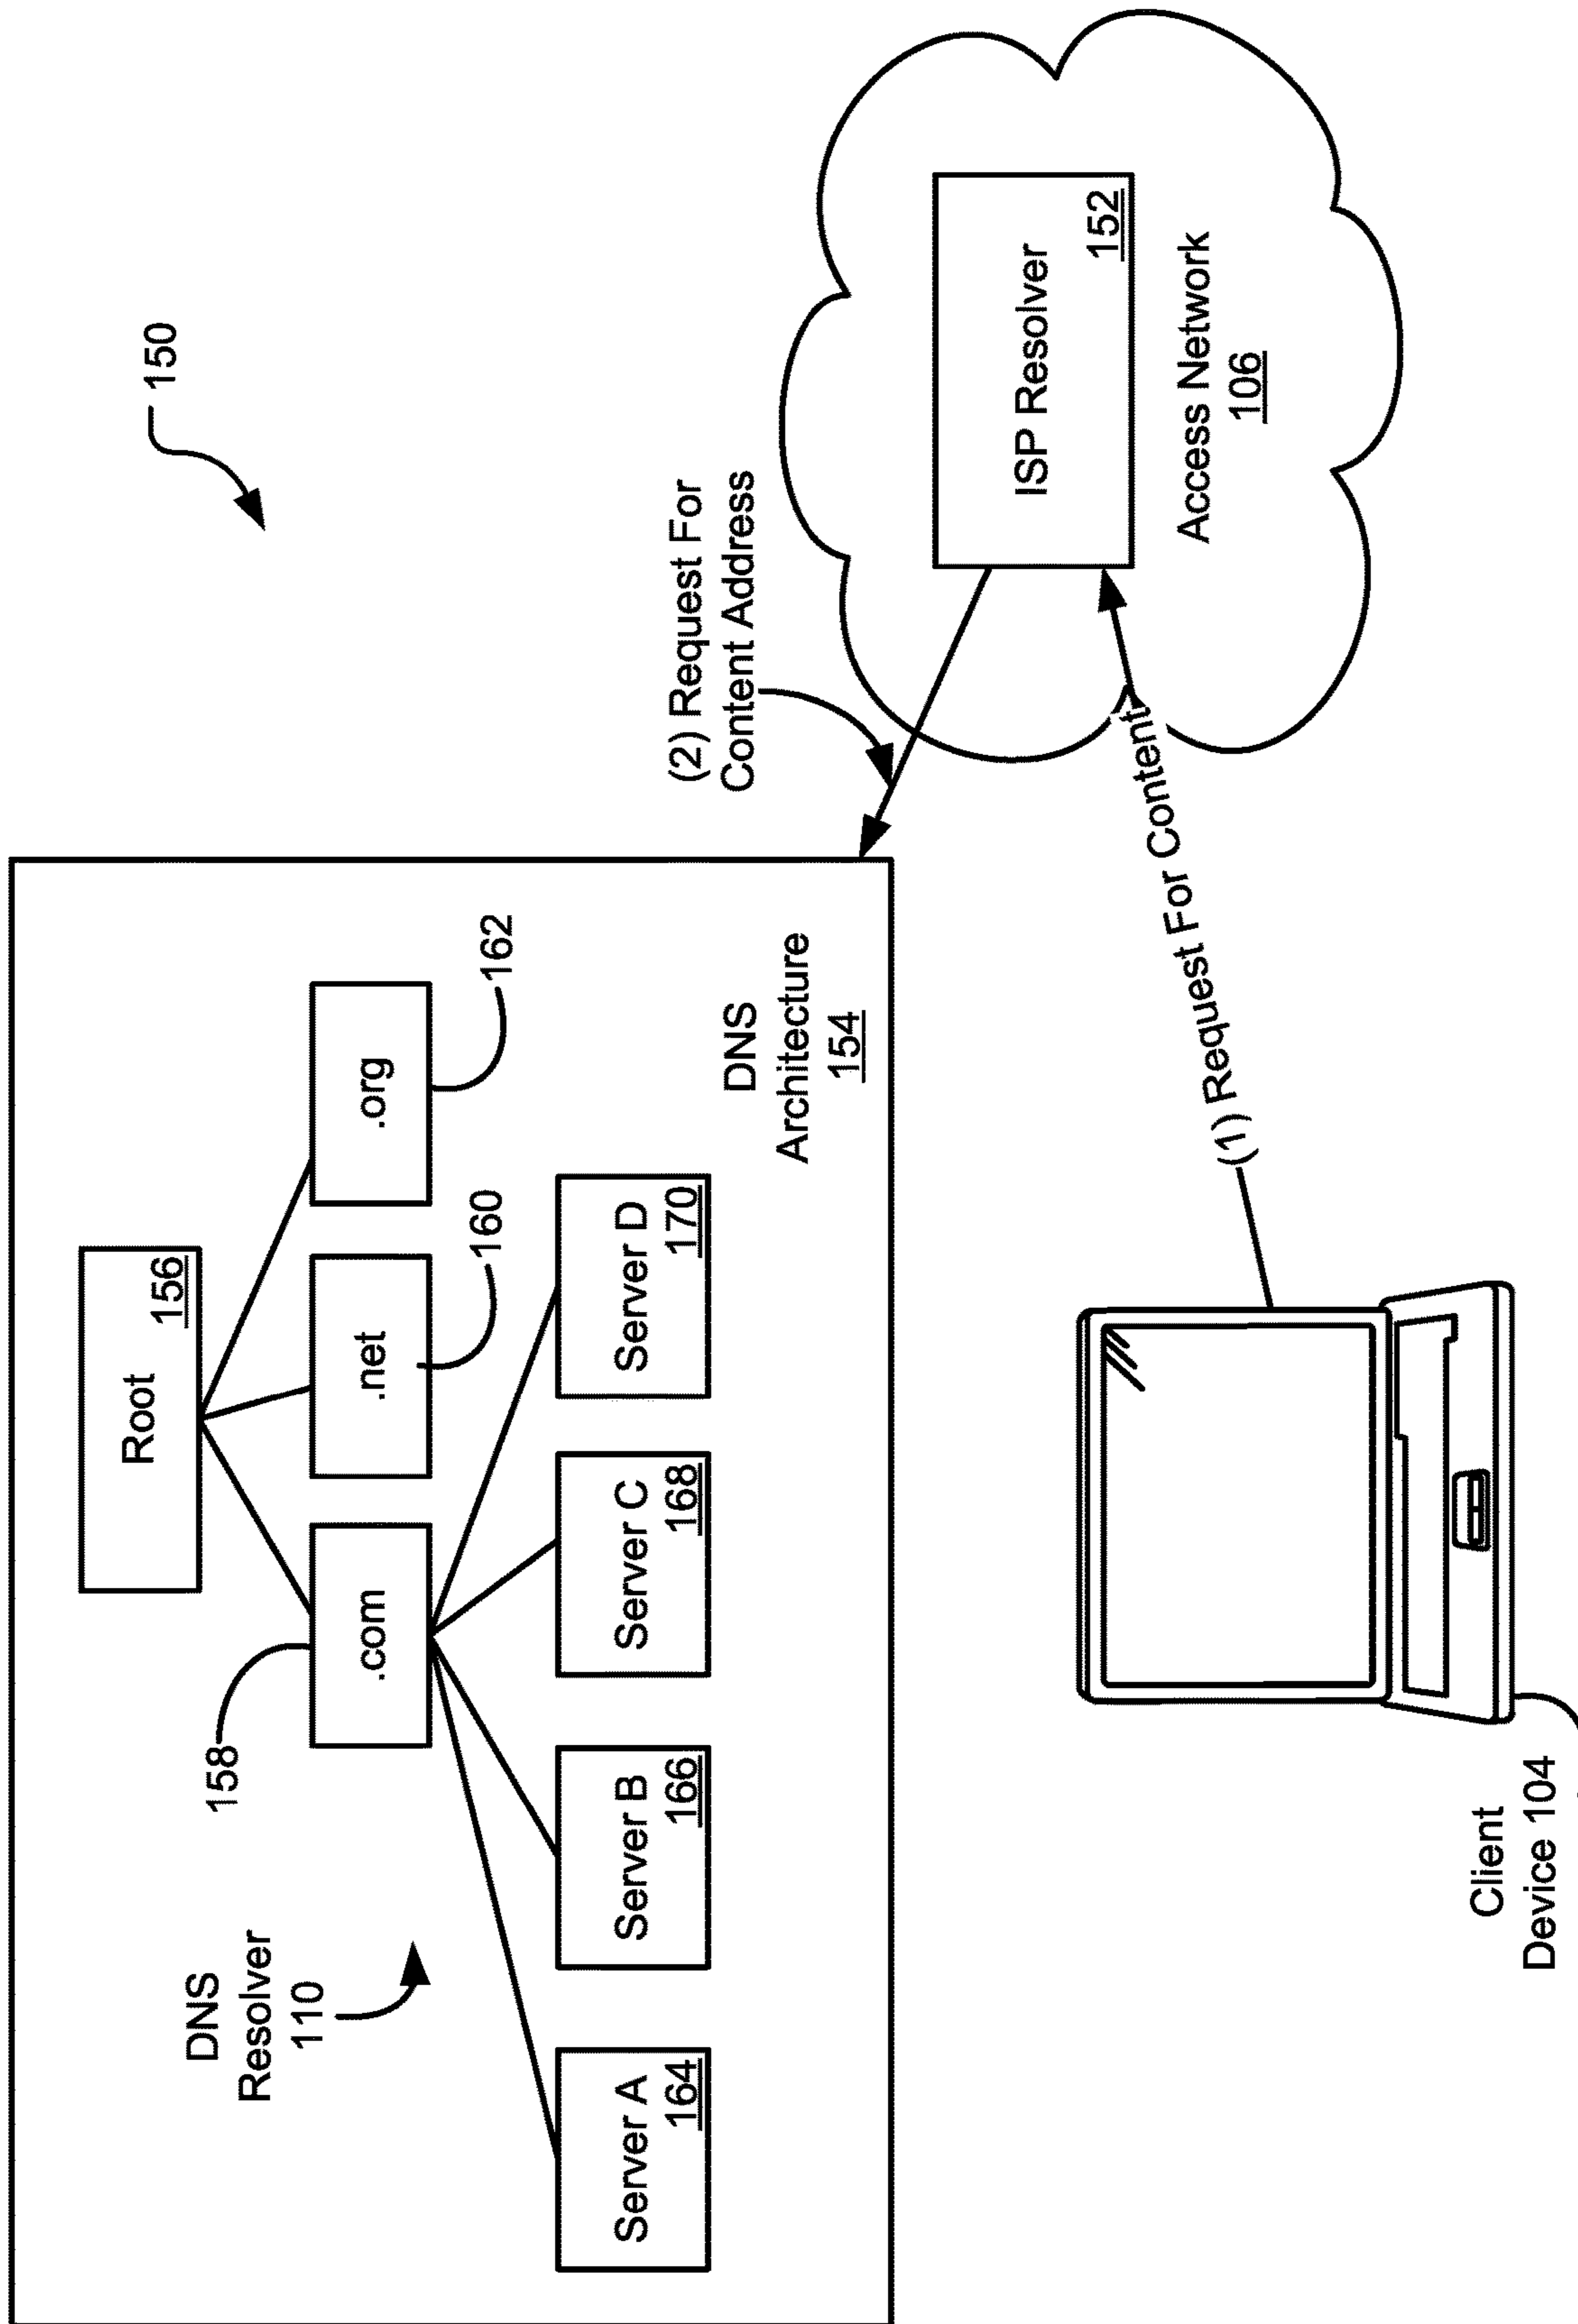 150
DNS
Resolver
110
158
Root
156
.com
.net
.org
160
162
Server A
164
Server B
166
Server C
168
Server D
170
DNS
Architecture
154
(2) Request For
Content Address
ISP Resolver
152
Access Network
106
(1) Request For Content
Client
Device 104